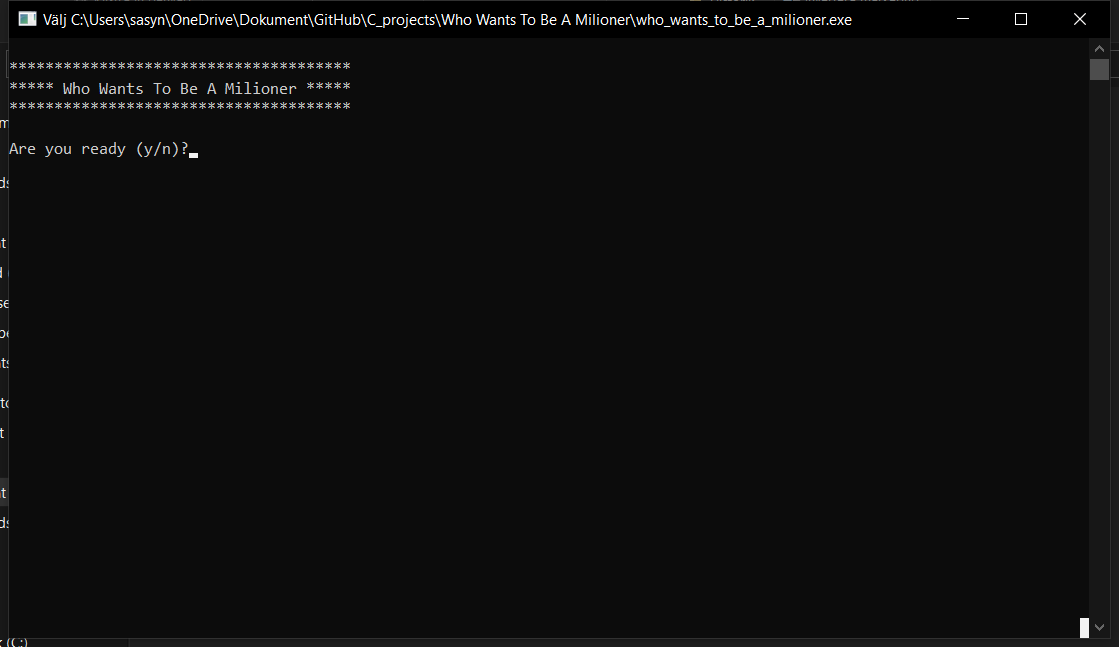 Välj C:\Users\sasyn\OneDrive\Dokument\GitHub\C_projects\Who Wants To Be A Milioner\who_wants_to_be_a_milioner.exe
**************************************
***** Who Wants To Be A Milioner *****
**************************************
Are you ready (y/n)?
(C:)